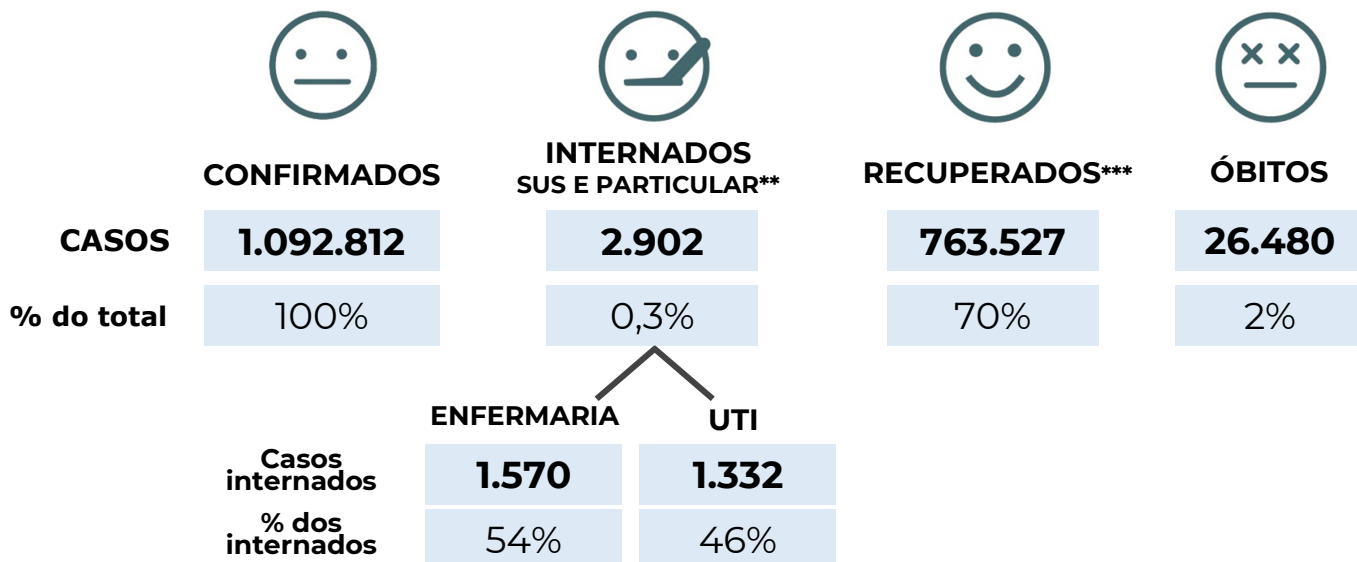 CONFIRMADOS
INTERNADOS
SUS E PARTICULAR**
RECUPERADOS***
ÓBITOS
CASOS
1.092.812
2.902
763.527
26.480
% do total
100%
0,3%
70%
2%
ENFERMARIA
UTI
Casos
internados
1.570
1.332
% dos
internados
54%
46%